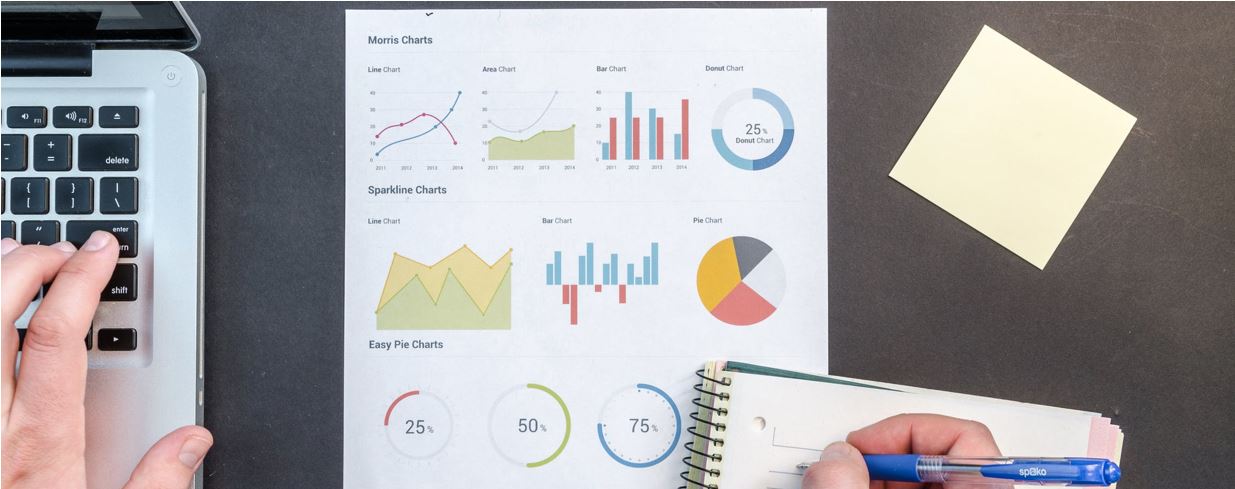 Morris Charts
Line Chart
Area Chart
Bar Chart
Donut Chart
40
30
20
10
0
2011 2012 2013 2014
40
30
20
10
0
2011 2012 2013 2014
40
30
20
10
0
2011 2012 2013 2014
25%
Donut Chart
Sparkline Charts
Line Chart
Bar Chart
Pie Chart
Easy Pie Charts
25%
50%
75%
F11
F12
- 
+
=
delete
{
[
}
]
|
\
"
enter
shift